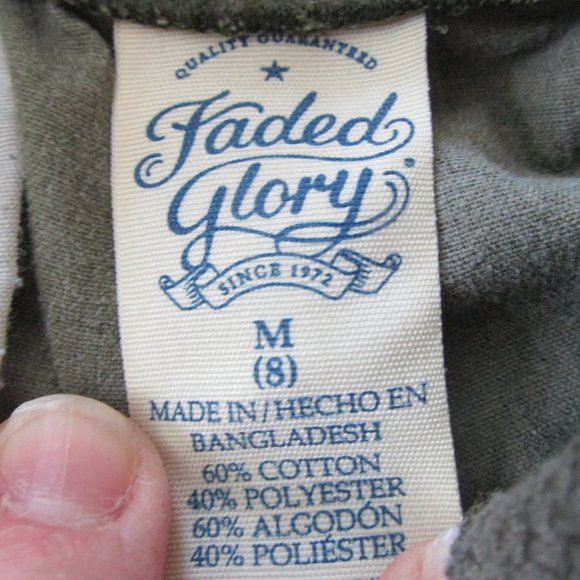 QUALITY GUARANTEED
Faded
Glory
SINCE 1972
M
(8)
MADE IN/HECHO EN
BANGLADESH
60% COTTON
40% POLYESTER
60% ALGODÓN
40% POLIÉSTER